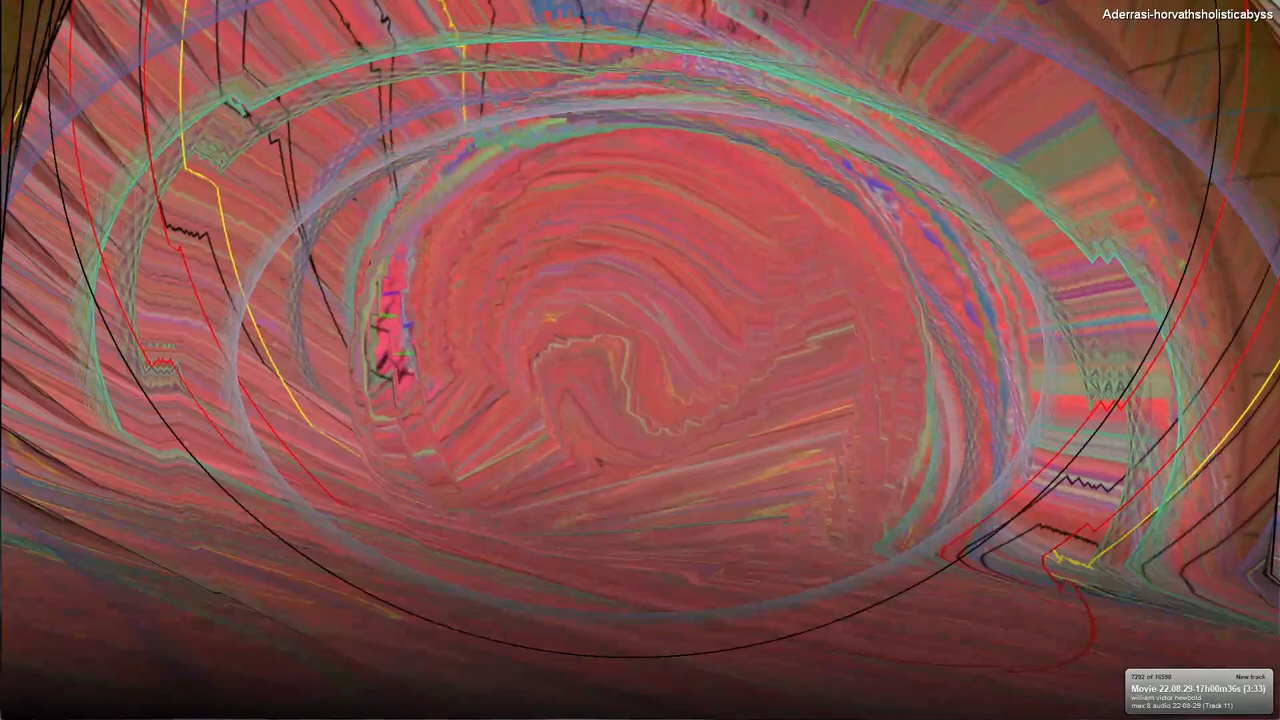 Aderrasi-horvathsholisticabyss
7292 of 16590 New track
Movie-22.08.29-17h00m36s (3:33)
william victor newbold
max 8 audio 22-08-29 (Track 11)